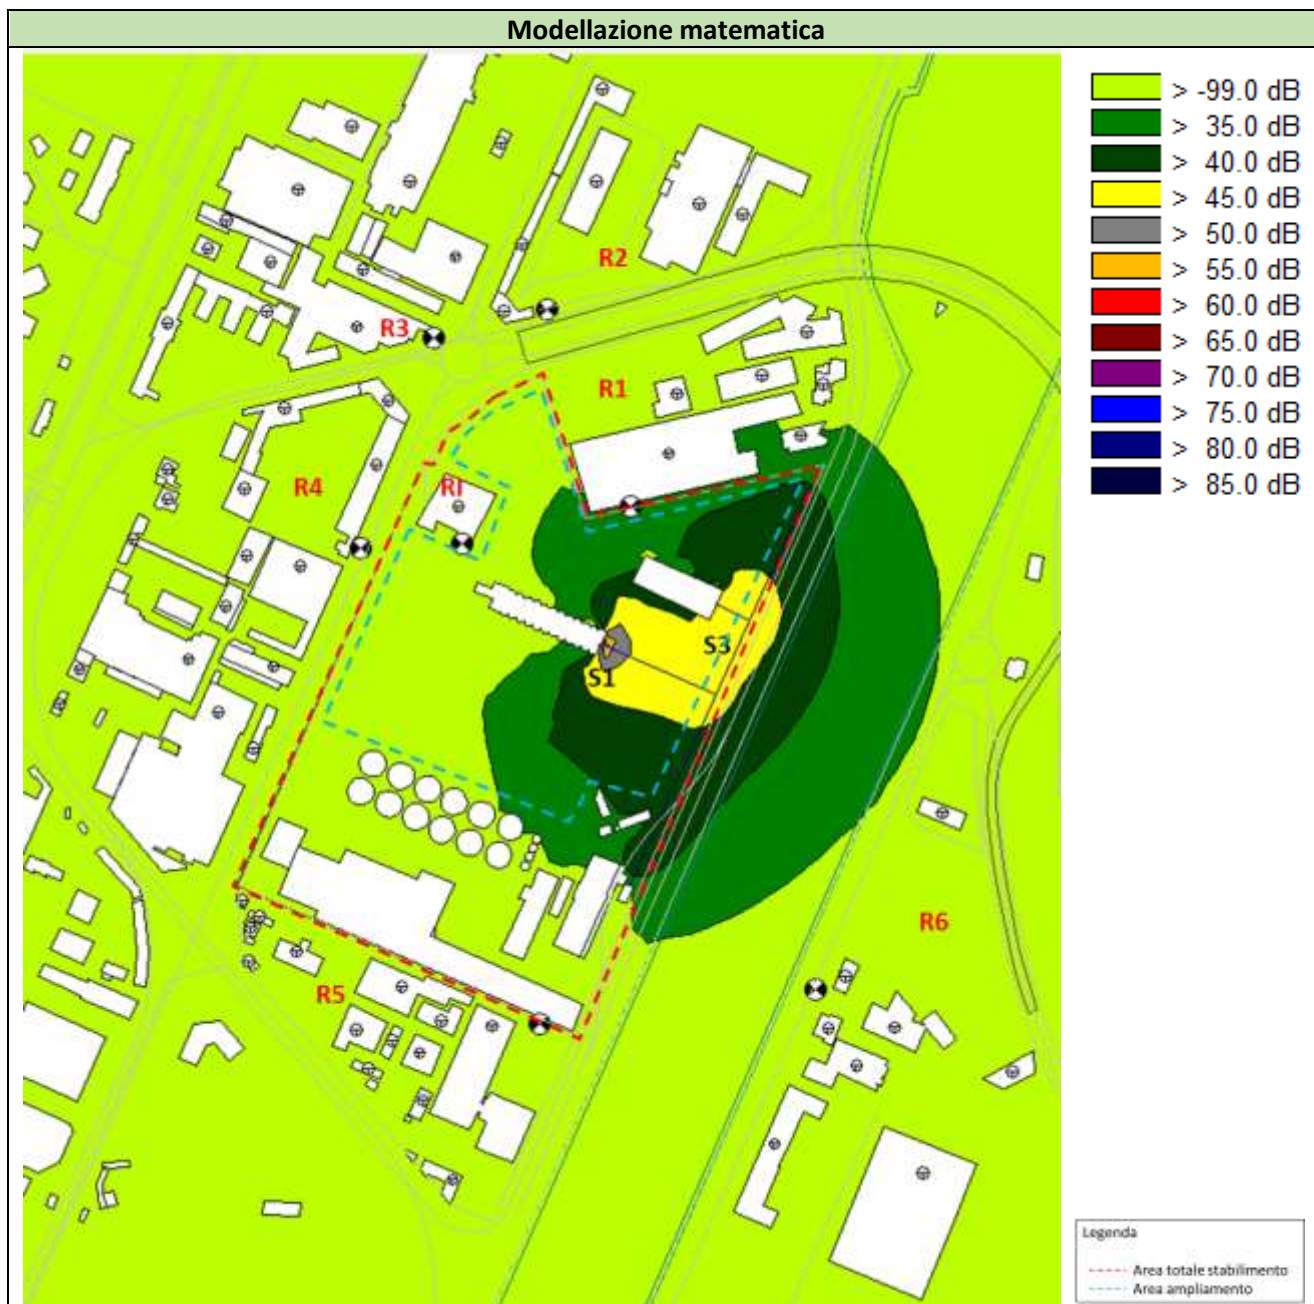 Modellazione matematica
> -99.0 dB
> 35.0 dB
> 40.0 dB
> 45.0 dB
> 50.0 dB
> 55.0 dB
> 60.0 dB
> 65.0 dB
> 70.0 dB
> 75.0 dB
> 80.0 dB
> 85.0 dB
R2
R3
R1
R4
RI
S3
S1
R6
R5
Legenda
Area totale stabilimento
Area ampliamento